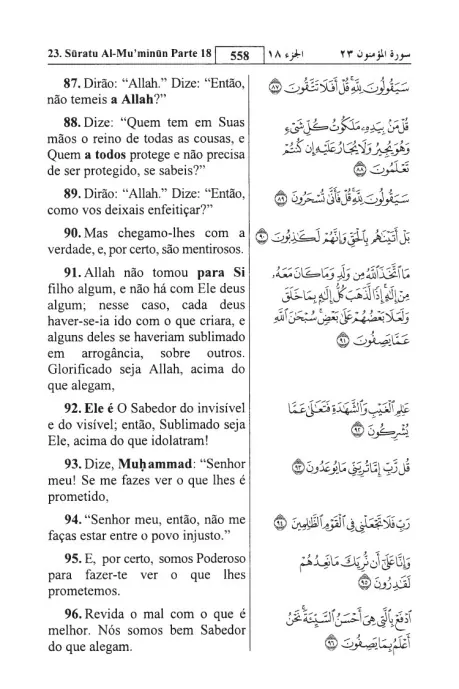 23. Sūratu Al-Mu’minūn Parte 18 558 الجزء ١٨ سورة المؤمنون ٢٣
87. Dirão: “Allah.” Dize: “Então,
não temeis a Allah?”
88. Dize: “Quem tem em Suas
mãos o reino de todas as cousas, e
Quem a todos protege e não precisa
de ser protegido, se sabeis?”
89. Dirão: “Allah.” Dize: “Então,
como vos deixais enfeitiçar?”
90. Mas chegamo-lhes com a
verdade, e, por certo, são mentirosos.
91. Allah não tomou para Si
filho algum, e não há com Ele deus
algum; nesse caso, cada deus
haver-se-ia ido com o que criara, e
alguns deles se haveriam sublimado
em arrogância, sobre outros.
Glorificado seja Allah, acima do
que alegam,
92. Ele é O Sabedor do invisível
e do visível; então, Sublimado seja
Ele, acima do que idolatram!
93. Dize, Muḥammad: “Senhor
meu! Se me fazes ver o que lhes é
prometido,
94. “Senhor meu, então, não me
faças estar entre o povo injusto.”
95. E, por certo, somos Poderoso
para fazer-te ver o que lhes
prometemos.
96. Revida o mal com o que é
melhor. Nós somos bem Sabedor
do que alegam.
سَيَقُولُونَ لِلَّهِ قُلْ أَفَلَا تَتَّقُونَ ٨٧
قُلْ مَنْ بِيَدِهِ مَلَكُوتُ كُلِّ شَيْءٍ
وَهُوَ يُجِيرُ وَلَا يُجَارُ عَلَيْهِ إِن كُنتُمْ
تَعْلَمُونَ ٨٨
سَيَقُولُونَ لِلَّهِ قُلْ فَأَنَّىٰ تُسْحَرُونَ ٨٩
بَلْ أَتَيْنَاهُم بِالْحَقِّ وَإِنَّهُمْ لَكَاذِبُونَ ٩٠
مَا اتَّخَذَ اللَّهُ مِن وَلَدٍ وَمَا كَانَ مَعَهُ
مِنْ إِلَهٍ إِذًا لَّذَهَبَ كُلُّ إِلَهٍ بِمَا خَلَقَ
وَلَعَلَا بَعْضُهُمْ عَلَىٰ بَعْضٍ سُبْحَانَ اللَّهِ
عَمَّا يَصِفُونَ ٩١
عَالِمِ الْغَيْبِ وَالشَّهَادَةِ فَتَعَالَىٰ عَمَّا
يُشْرِكُونَ ٩٢
قُل رَّبِّ إِمَّا تُرِيَنِّي مَا يُوعَدُونَ ٩٣
رَبِّ فَلَا تَجْعَلْنِي فِي الْقَوْمِ الظَّالِمِينَ ٩٤
وَإِنَّا عَلَىٰ أَن نُّرِيَكَ مَا نَعِدُهُمْ
لَقَادِرُونَ ٩٥
ادْفَعْ بِالَّتِي هِيَ أَحْسَنُ السَّيِّئَةَ نَحْنُ
أَعْلَمُ بِمَا يَصِفُونَ ٩٦